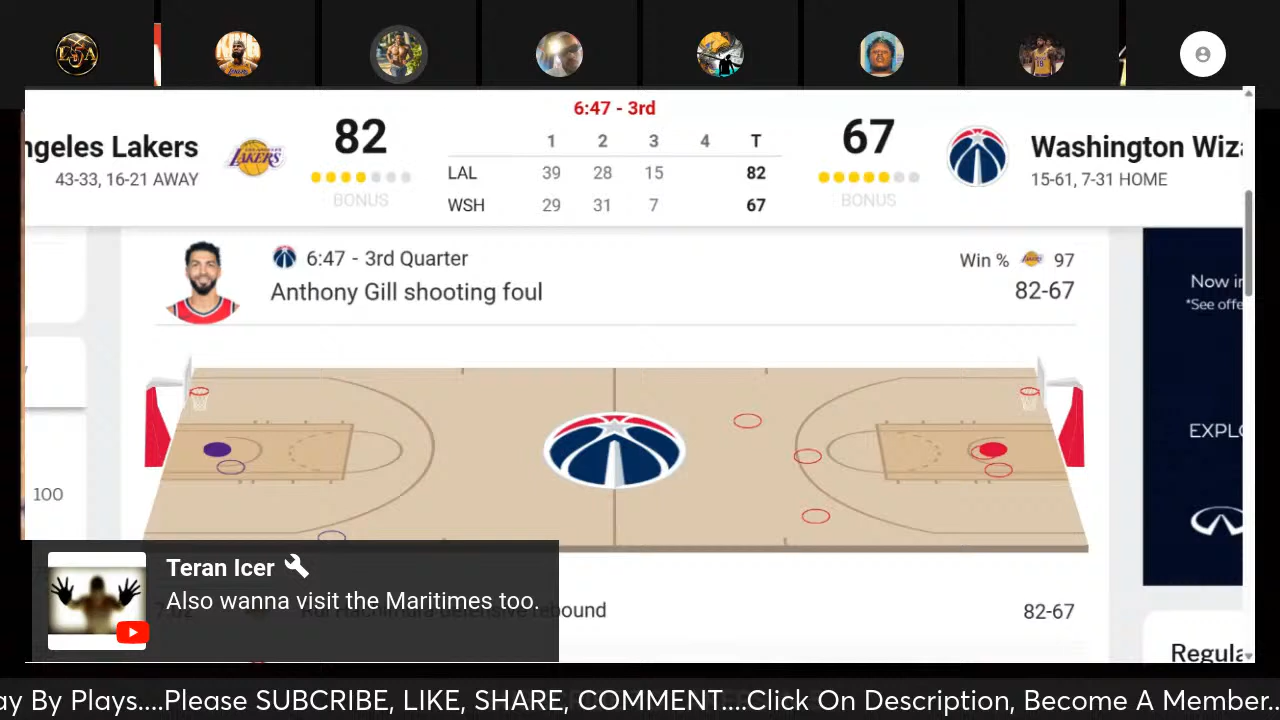 6:47 - 3rd
ngeles Lakers
43-33, 16-21 AWAY
LAKERS
82
BONUS
1 2 3 4 T
LAL 39 28 15 82
WSH 29 31 7 67
67
BONUS
Washington Wiz
15-61, 7-31 HOME
6:47 - 3rd Quarter
Anthony Gill shooting foul
Win % 97
82-67
Now in
*See offe
EXPL
100
Teran Icer
Also wanna visit the Maritimes too.
bound
82-67
Regula
ay By Plays....Please SUBCRIBE, LIKE, SHARE, COMMENT....Click On Description, Become A Member..